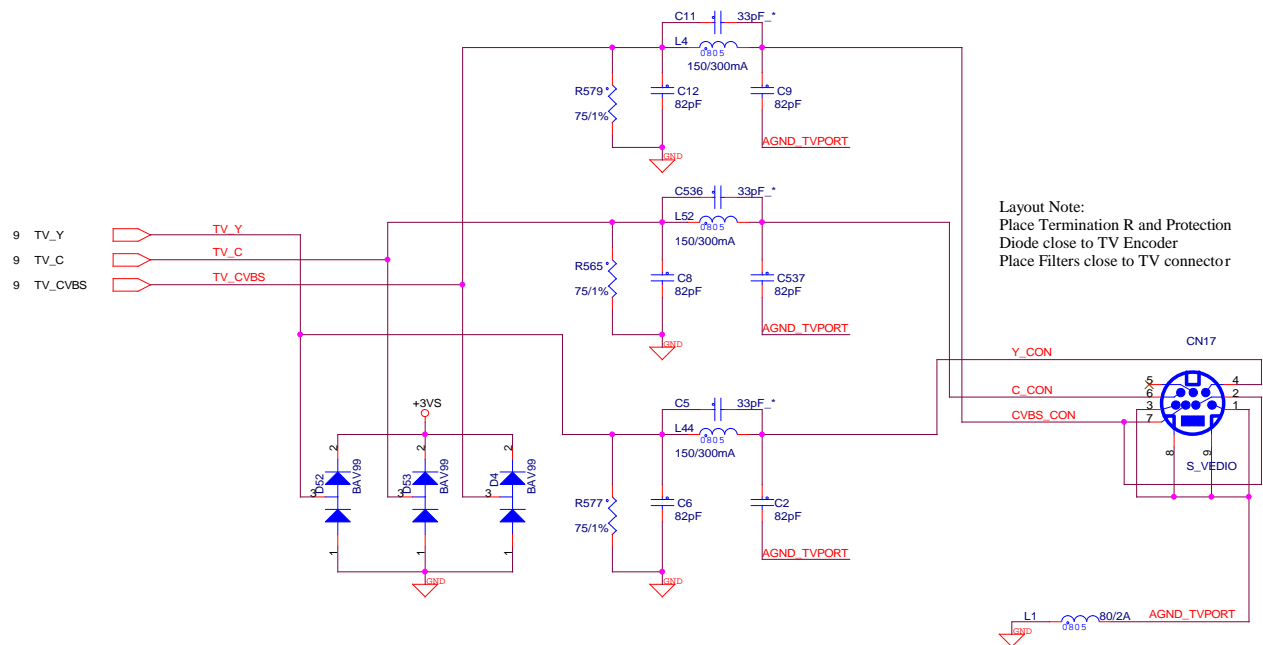 C11 33pF_*
L4
0805
150/300mA
R579
75/1%
C12
82pF
C9
82pF
AGND_TVPORT
GND
C536 33pF_*
L52
0805
150/300mA
R565
75/1%
C8
82pF
C537
82pF
AGND_TVPORT
GND
9 TV_Y TV_Y
9 TV_C TV_C
9 TV_CVBS TV_CVBS
Layout Note:
Place Termination R and Protection
Diode close to TV Encoder
Place Filters close to TV connector
+3VS
2 2 2
D52 BAV99
D53 BAV99
D4 BAV99
3 3 3
1 1 1
GND
C5 33pF_*
L44
0805
150/300mA
R577
75/1%
C6
82pF
C2
82pF
AGND_TVPORT
GND
CN17
Y_CON
C_CON
CVBS_CON
5 4
6 2
3 1
7
8 9
S_VEDIO
L1 80/2A AGND_TVPORT
0805
GND